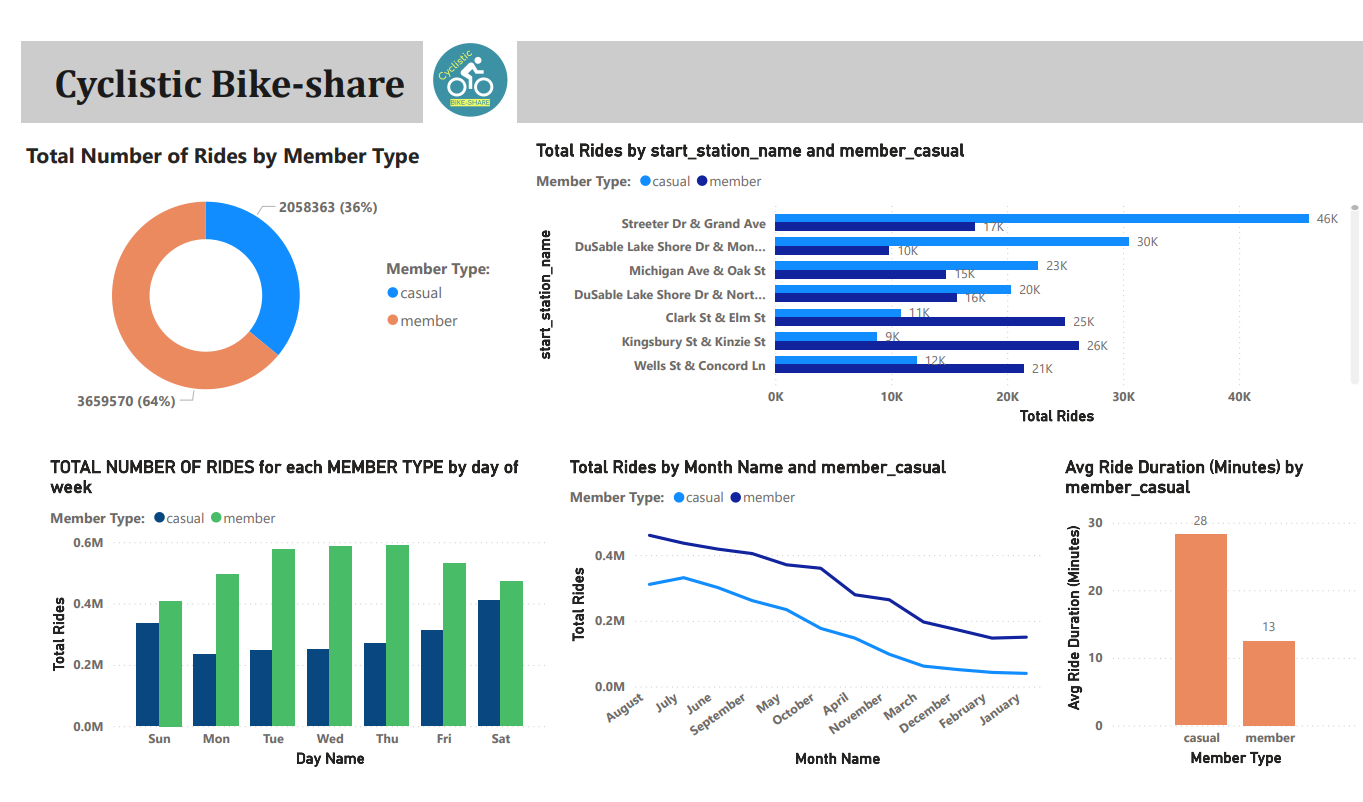 Cyclistic Bike-share
Cyclistic
BIKE-SHARE
Total Number of Rides by Member Type
2058363 (36%)
3659570 (64%)
Member Type:
casual
member
Total Rides by start_station_name and member_casual
Member Type: casual member
start_station_name
Streeter Dr & Grand Ave 46K 17K
DuSable Lake Shore Dr & Mon... 30K 10K
Michigan Ave & Oak St 23K 15K
DuSable Lake Shore Dr & Nort... 20K 16K
Clark St & Elm St 11K 25K
Kingsbury St & Kinzie St 9K 26K
Wells St & Concord Ln 12K 21K
0K 10K 20K 30K 40K
Total Rides
TOTAL NUMBER OF RIDES for each MEMBER TYPE by day of
week
Member Type: casual member
Total Rides
0.6M
0.4M
0.2M
0.0M
Sun Mon Tue Wed Thu Fri Sat
Day Name
Total Rides by Month Name and member_casual
Member Type: casual member
Total Rides
0.4M
0.2M
0.0M
August July June September May October April November March December February January
Month Name
Avg Ride Duration (Minutes) by
member_casual
Avg Ride Duration (Minutes)
30
20
10
0
28
13
casual member
Member Type